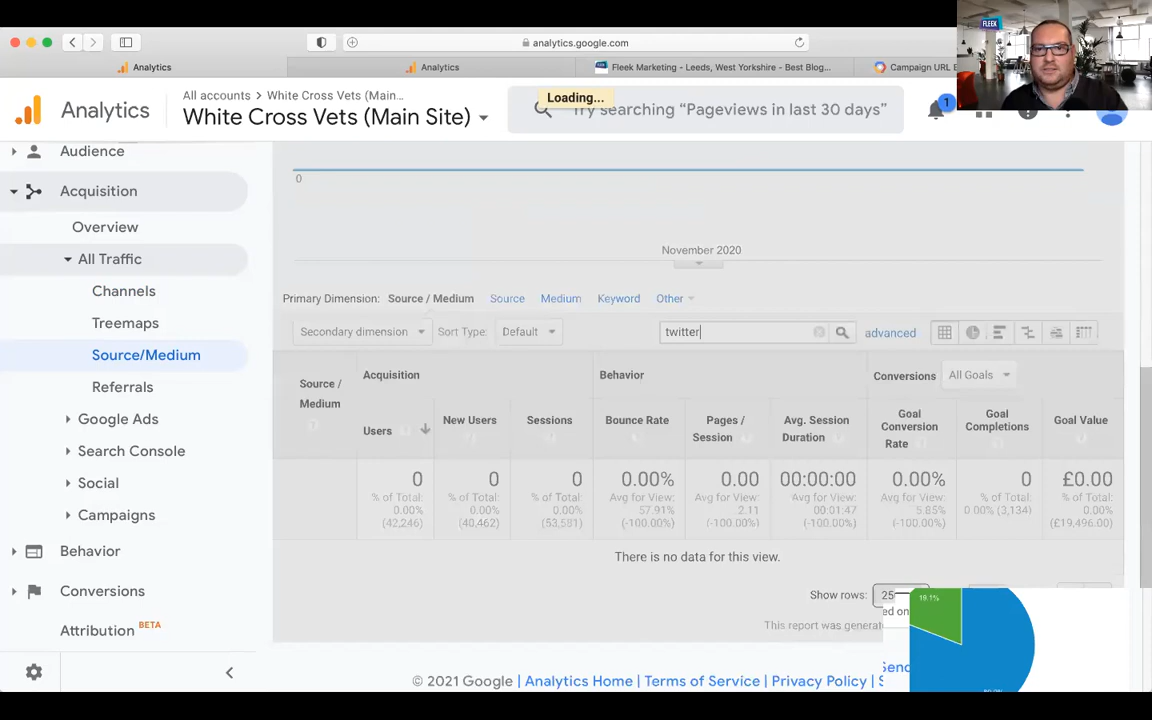 FLEEK
analytics.google.com
Analytics
Analytics
Fleek Marketing - Leeds, West Yorkshire - Best Blog...
Campaign URL
Analytics
All accounts > White Cross Vets (Main...
White Cross Vets (Main Site)
Loading...
Try searching “Pageviews in last 30 days”
1
Audience
Acquisition
Overview
All Traffic
Channels
Treemaps
Source/Medium
Referrals
Google Ads
Search Console
Social
Campaigns
Behavior
Conversions
Attribution BETA
0
November 2020
Primary Dimension: Source / Medium Source Medium Keyword Other
Secondary dimension Sort Type: Default twitter advanced
Source / Medium
Acquisition
Behavior
Conversions All Goals
Users
New Users
Sessions
Bounce Rate
Pages / Session
Avg. Session Duration
Goal Conversion Rate
Goal Completions
Goal Value
0
% of Total:
0.00%
(42,246)
0
% of Total:
0.00%
(40,462)
0
% of Total:
0.00%
(53,581)
0.00%
Avg for View:
57.91%
(-100.00%)
0.00
Avg for View:
2.11
(-100.00%)
00:00:00
Avg for View:
00:01:47
(-100.00%)
0.00%
Avg for View:
5.85%
(-100.00%)
0
% of Total:
0.00% (3,134)
£0.00
% of Total:
0.00%
(£19,496.00)
There is no data for this view.
Show rows: 25
ed on
This report was generat
19.1%
Send
© 2021 Google | Analytics Home | Terms of Service | Privacy Policy | S